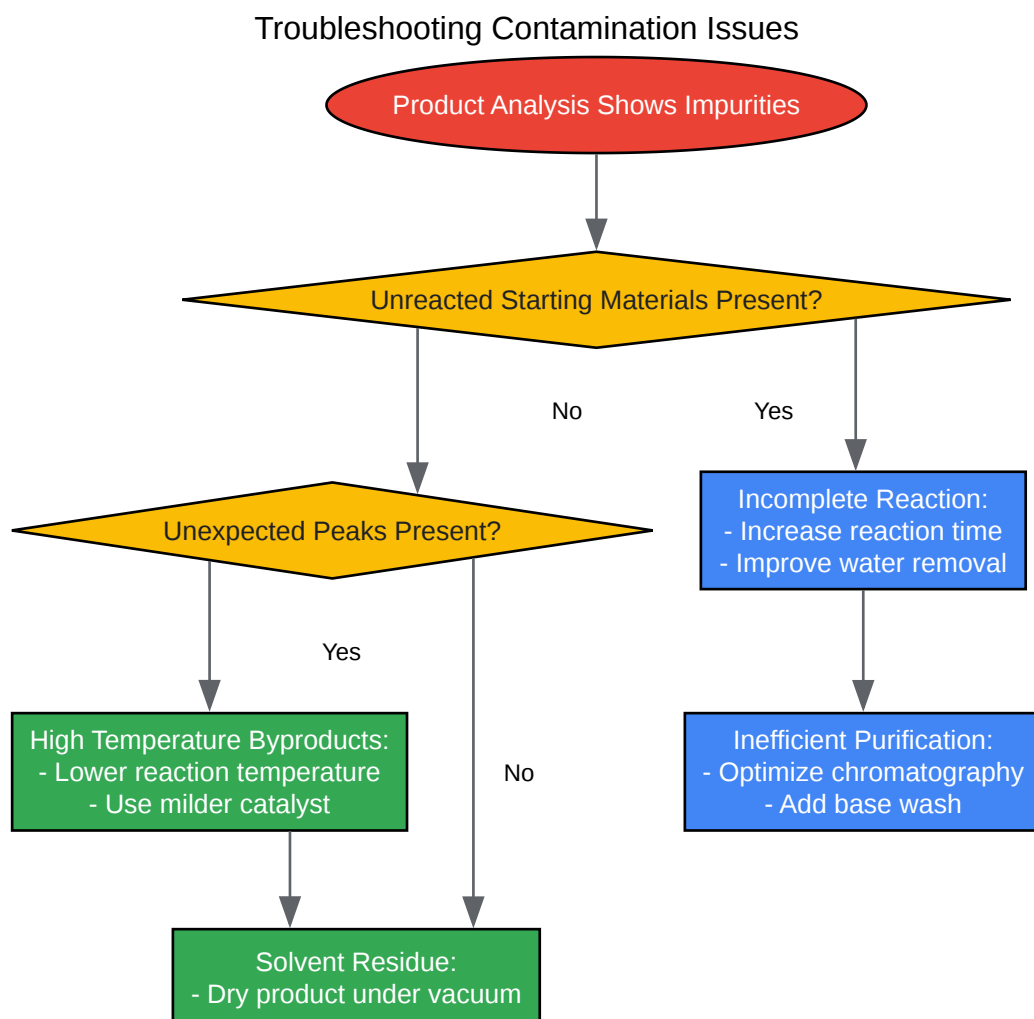 Troubleshooting Contamination Issues
Product Analysis Shows Impurities
Unreacted Starting Materials Present?
No
Yes
Unexpected Peaks Present?
Incomplete Reaction:
- Increase reaction time
- Improve water removal
Yes
No
High Temperature Byproducts:
- Lower reaction temperature
- Use milder catalyst
Inefficient Purification:
- Optimize chromatography
- Add base wash
Solvent Residue:
- Dry product under vacuum